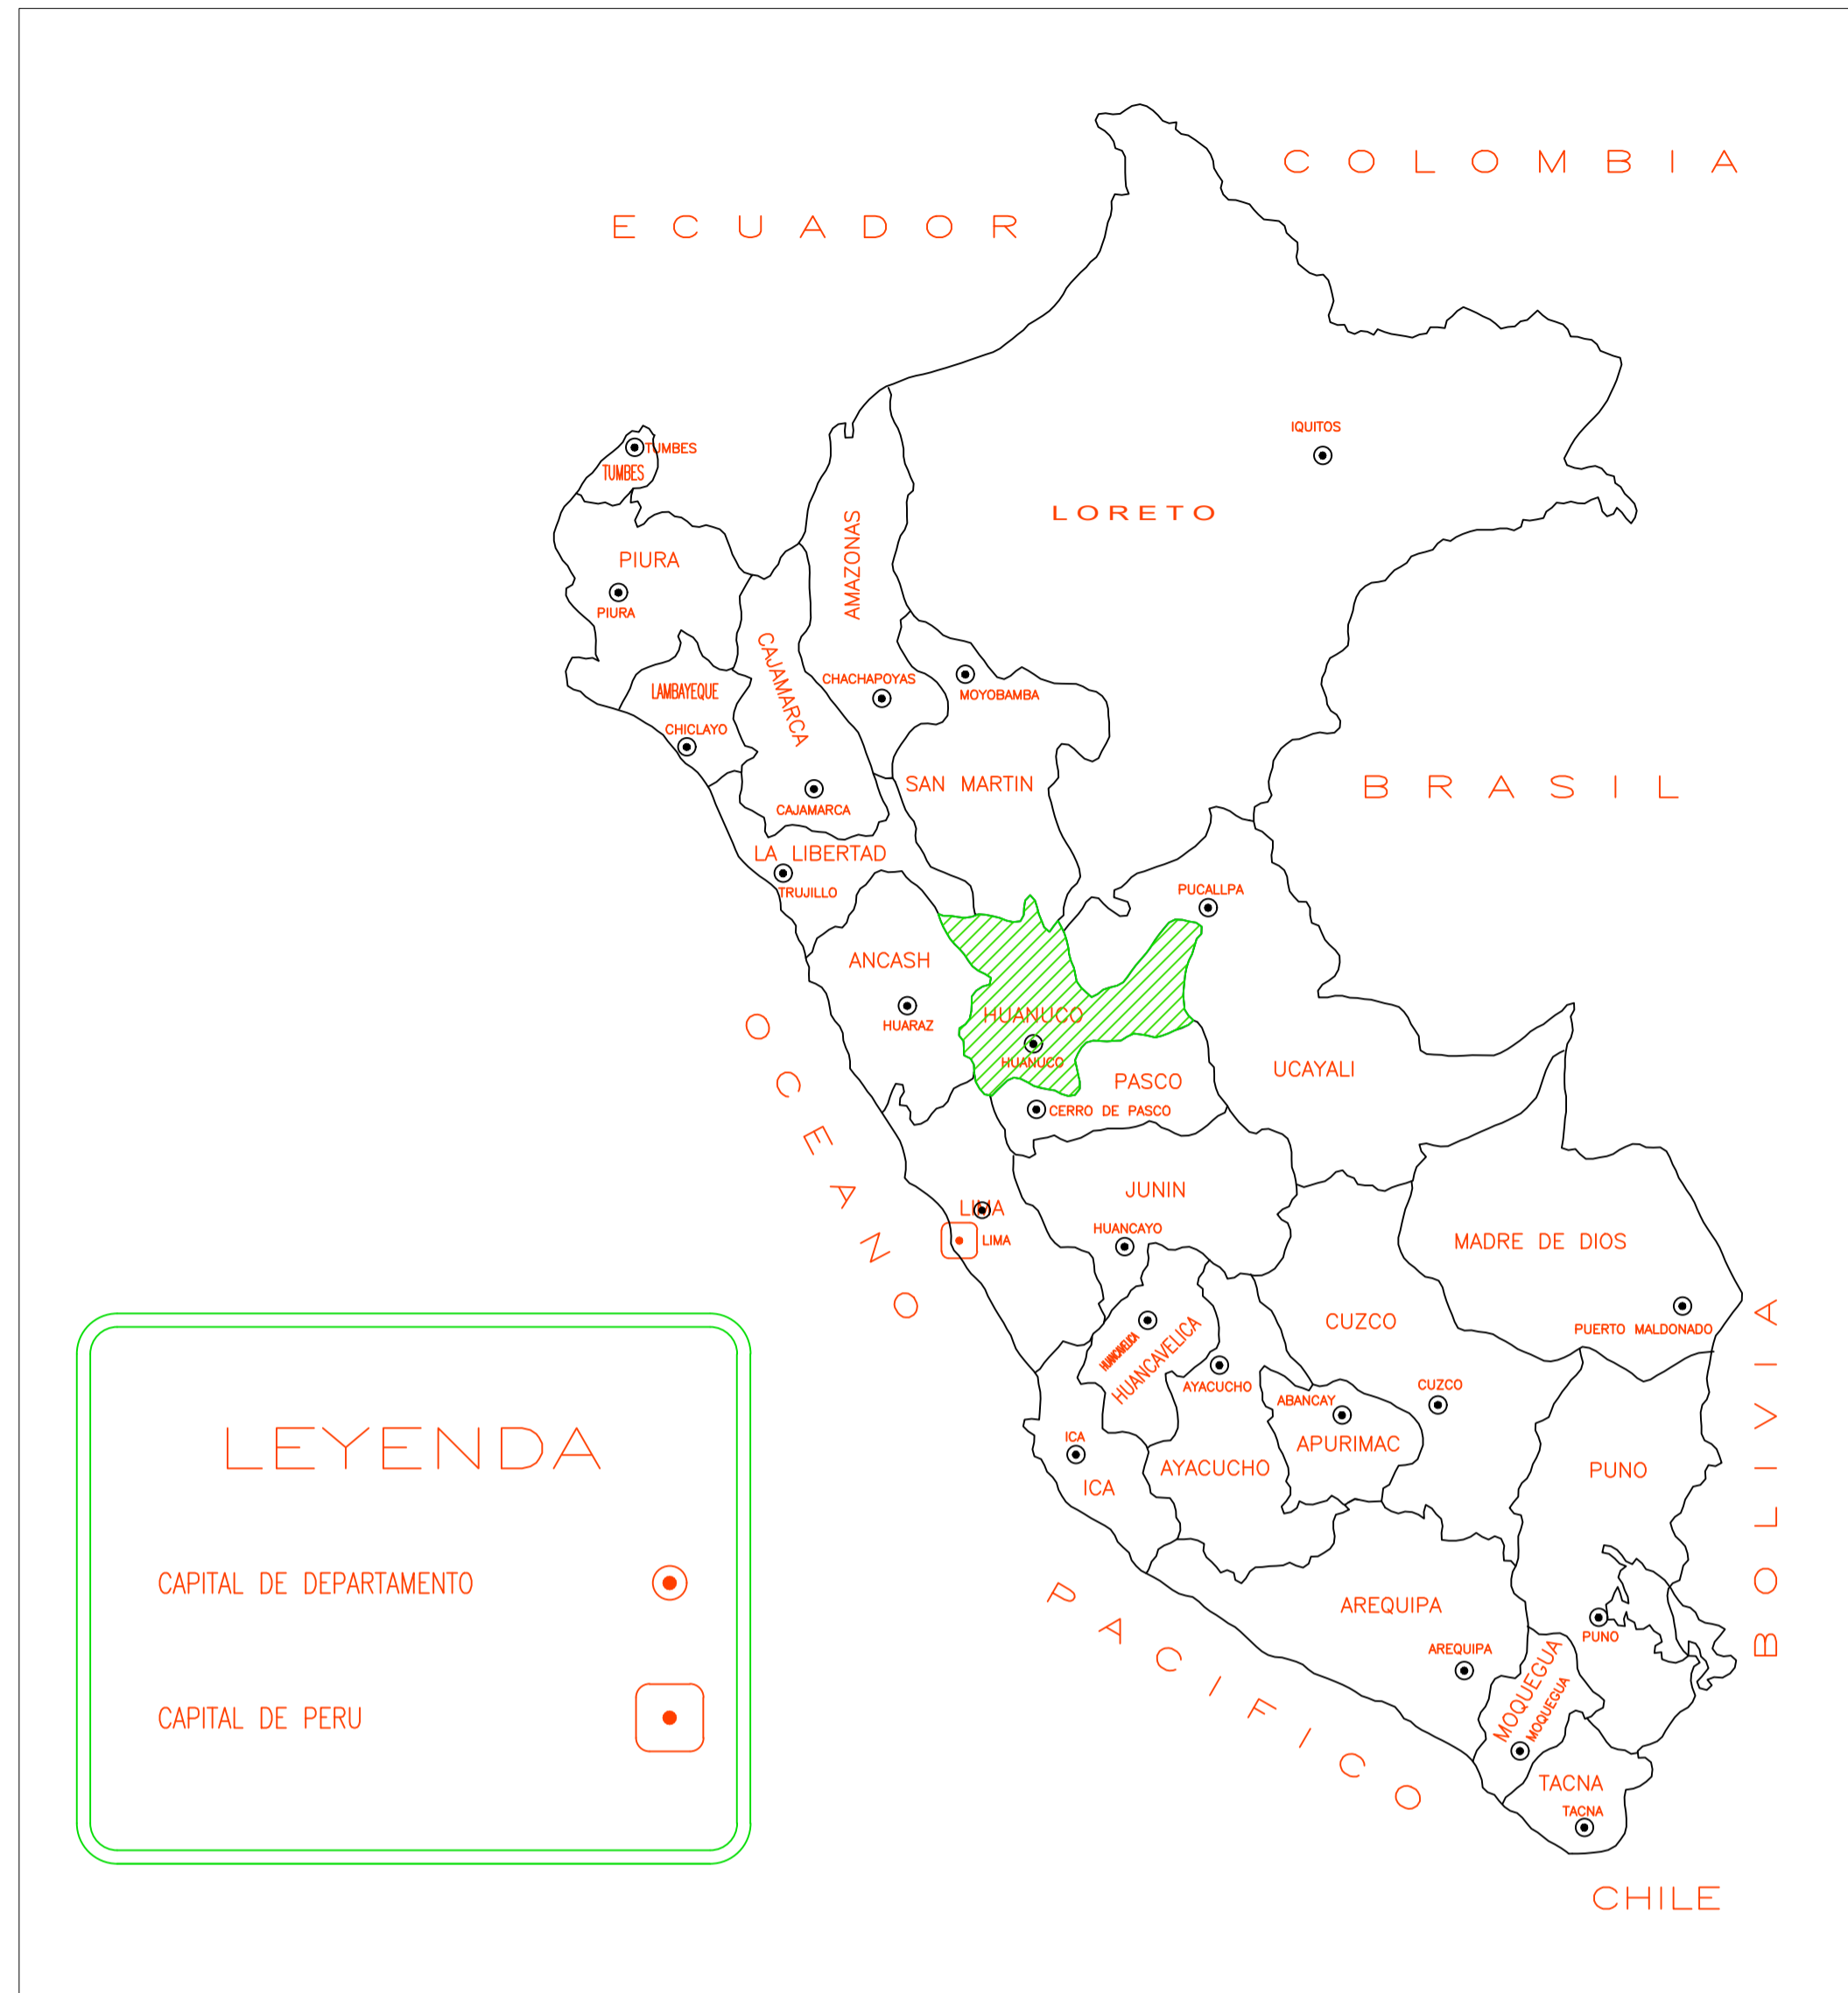 COLOMBIA
ECUADOR
IQUITOS
TUMBES
TUMBES
LORETO
PIURA
AMAZONAS
PIURA
CAJAMARCA
CHACHAPOYAS
LAMBAYEQUE
MOYOBAMBA
CHICLAYO
SAN MARTIN
BRASIL
CAJAMARCA
LA LIBERTAD
TRUJILLO
PUCALLPA
ANCASH
HUANUCO
HUARAZ
HUANUCO
UCAYALI
PASCO
CERRO DE PASCO
OCEANO
JUNIN
LIMA
HUANCAYO
LIMA
MADRE DE DIOS
CUZCO
PUERTO MALDONADO
HUANCAVELICA
HUANCAVELICA
AYACUCHO
CUZCO
ABANCAY
ICA
APURIMAC
AYACUCHO
PUNO
ICA
BOLIVIA
PACIFICO
AREQUIPA
PUNO
AREQUIPA
MOQUEGUA
MOQUEGUA
TACNA
TACNA
CHILE
LEYENDA
CAPITAL DE DEPARTAMENTO
CAPITAL DE PERU